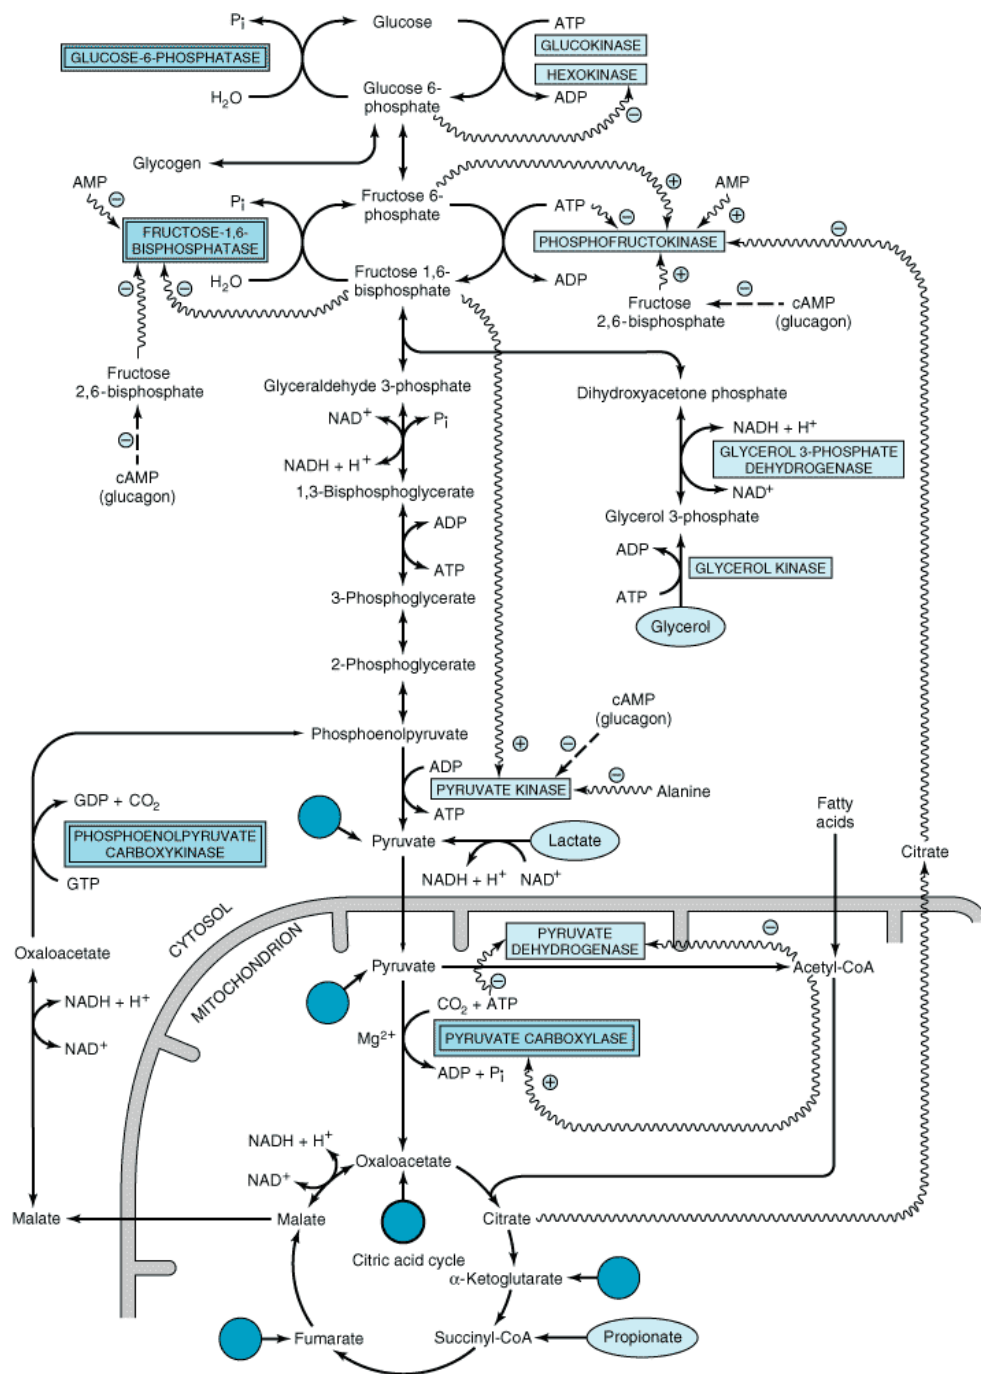 Pi
Glucose
ATP
GLUCOSE-6-PHOSPHATASE
GLUCOKINASE
HEXOKINASE
H2O
Glucose 6-
phosphate
ADP
−
Glycogen
AMP
−
Pi
Fructose 6-
phosphate
+
ATP
−
AMP
+
−
FRUCTOSE-1,6-
BISPHOSPHATASE
PHOSPHOFRUCTOKINASE
−
−
H2O
Fructose 1,6-
bisphosphate
ADP
+
−
Fructose
2,6-bisphosphate
cAMP
(glucagon)
Fructose
2,6-bisphosphate
Glyceraldehyde 3-phosphate
Dihydroxyacetone phosphate
NAD+
Pi
NADH + H+
−
cAMP
(glucagon)
NADH + H+
GLYCEROL 3-PHOSPHATE
DEHYDROGENASE
1,3-Bisphosphoglycerate
NAD+
ADP
Glycerol 3-phosphate
ATP
ADP
GLYCEROL KINASE
3-Phosphoglycerate
ATP
Glycerol
2-Phosphoglycerate
cAMP
(glucagon)
Phosphoenolpyruvate
+
−
ADP
−
PYRUVATE KINASE
Alanine
GDP + CO2
ATP
Fatty
acids
PHOSPHOENOLPYRUVATE
CARBOXYKINASE
Pyruvate
Lactate
Citrate
GTP
NADH + H+
NAD+
CYTOSOL
MITOCHONDRION
Oxaloacetate
PYRUVATE
DEHYDROGENASE
−
Pyruvate
−
Acetyl-CoA
NADH + H+
CO2 + ATP
Mg2+
PYRUVATE CARBOXYLASE
NAD+
ADP + Pi
+
NADH + H+
Oxaloacetate
NAD+
Malate
Malate
Citrate
Citric acid cycle
α-Ketoglutarate
Fumarate
Succinyl-CoA
Propionate